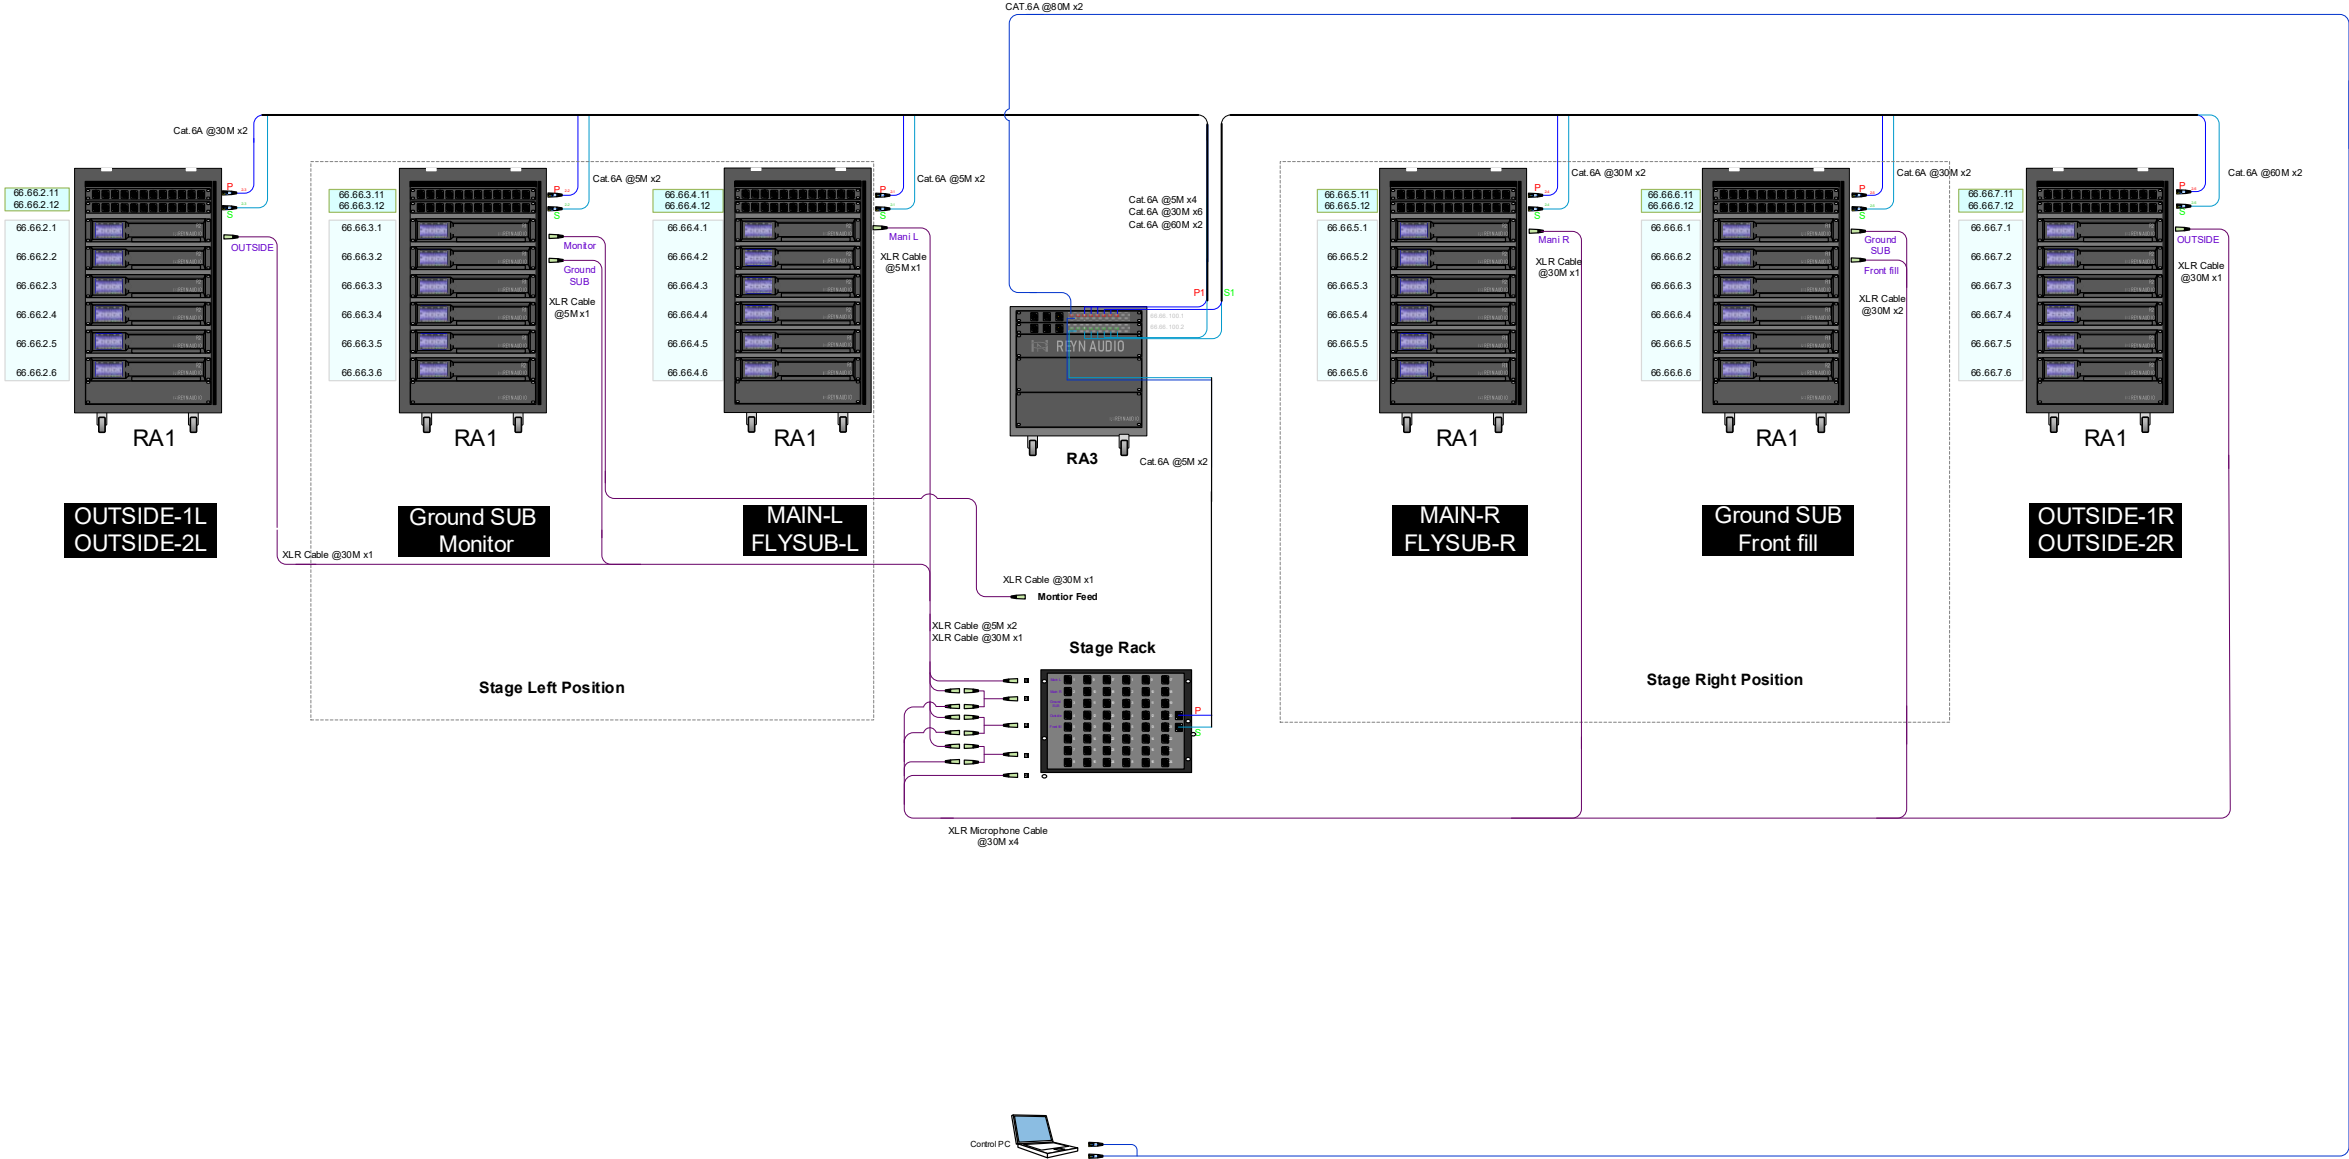 CAT.6A @80M x2
Cat.6A @30M x2
66.66.2.11
66.66.2.12
66.66.2.1
66.66.2.2
66.66.2.3
66.66.2.4
66.66.2.5
66.66.2.6
P
S
OUTSIDE
RA1
OUTSIDE-1L
OUTSIDE-2L
XLR Cable @30M x1
66.66.3.11
66.66.3.12
66.66.3.1
66.66.3.2
66.66.3.3
66.66.3.4
66.66.3.5
66.66.3.6
P
S
Cat.6A @5M x2
Monitor
Ground
SUB
XLR Cable
@5M x1
RA1
Ground SUB
Monitor
66.66.4.11
66.66.4.12
66.66.4.1
66.66.4.2
66.66.4.3
66.66.4.4
66.66.4.5
66.66.4.6
P
S
Cat.6A @5M x2
Mani L
XLR Cable
@5M x1
RA1
MAIN-L
FLYSUB-L
Stage Left Position
Cat.6A @5M x4
Cat.6A @30M x6
Cat.6A @60M x2
P1
S1
66.66.100.1
66.66.100.2
REYN AUDIO
RA3
Cat.6A @5M x2
XLR Cable @30M x1
Montior Feed
XLR Cable @5M x2
XLR Cable @30M x1
Stage Rack
P
S
XLR Microphone Cable
@30M x4
66.66.5.11
66.66.5.12
66.66.5.1
66.66.5.2
66.66.5.3
66.66.5.4
66.66.5.5
66.66.5.6
P
S
Cat.6A @30M x2
Mani R
XLR Cable
@30M x1
RA1
MAIN-R
FLYSUB-R
66.66.6.11
66.66.6.12
66.66.6.1
66.66.6.2
66.66.6.3
66.66.6.4
66.66.6.5
66.66.6.6
P
S
Cat.6A @30M x2
Ground
SUB
Front fill
XLR Cable
@30M x2
RA1
Ground SUB
Front fill
Stage Right Position
66.66.7.11
66.66.7.12
66.66.7.1
66.66.7.2
66.66.7.3
66.66.7.4
66.66.7.5
66.66.7.6
P
S
Cat.6A @60M x2
OUTSIDE
XLR Cable
@30M x1
RA1
OUTSIDE-1R
OUTSIDE-2R
Control PC